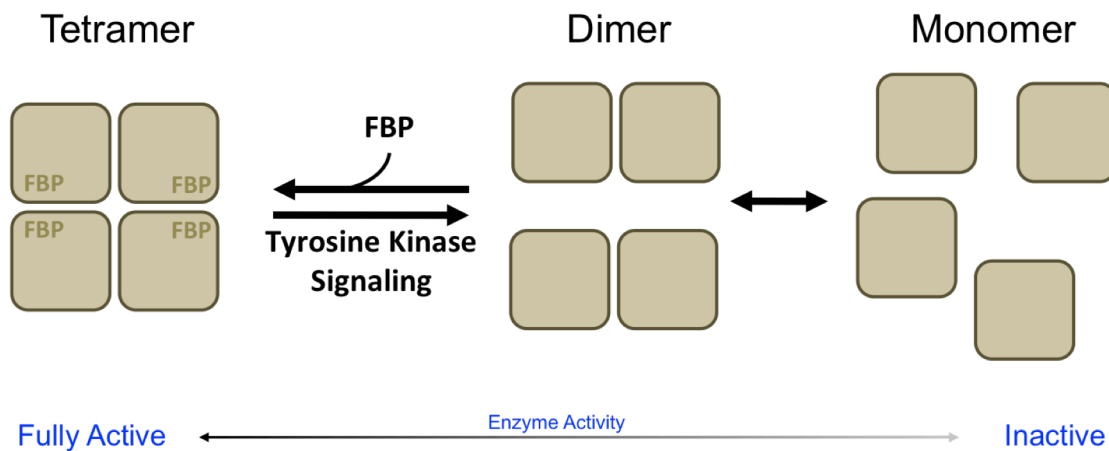 Tetramer
Dimer
Monomer
FBP
FBP
FBP
FBP
FBP
Tyrosine Kinase
Signaling
Enzyme Activity
Fully Active
Inactive